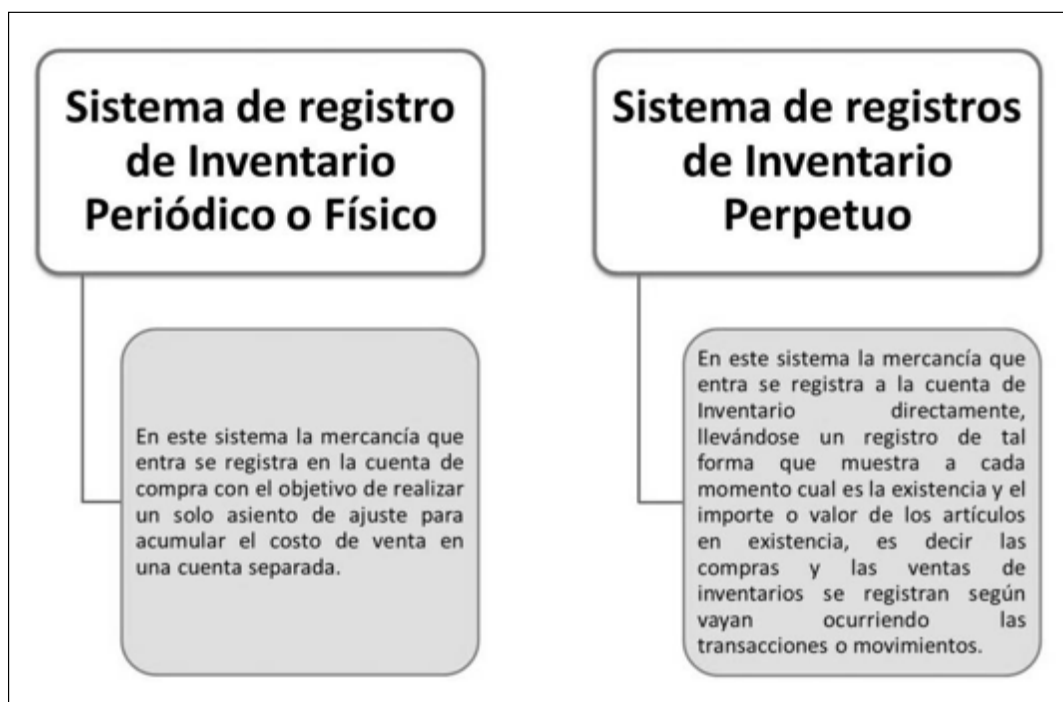 Sistema de registro
de Inventario
Periódico o Físico
En este sistema la mercancía que
entra se registra en la cuenta de
compra con el objetivo de realizar
un solo asiento de ajuste para
acumular el costo de venta en
una cuenta separada.
Sistema de registros
de Inventario
Perpetuo
En este sistema la mercancía que
entra se registra a la cuenta de
Inventario directamente,
llevándose un registro de tal
forma que muestra a cada
momento cual es la existencia y el
importe o valor de los artículos
en existencia, es decir las
compras y las ventas de
inventarios se registran según
vayan ocurriendo las
transacciones o movimientos.